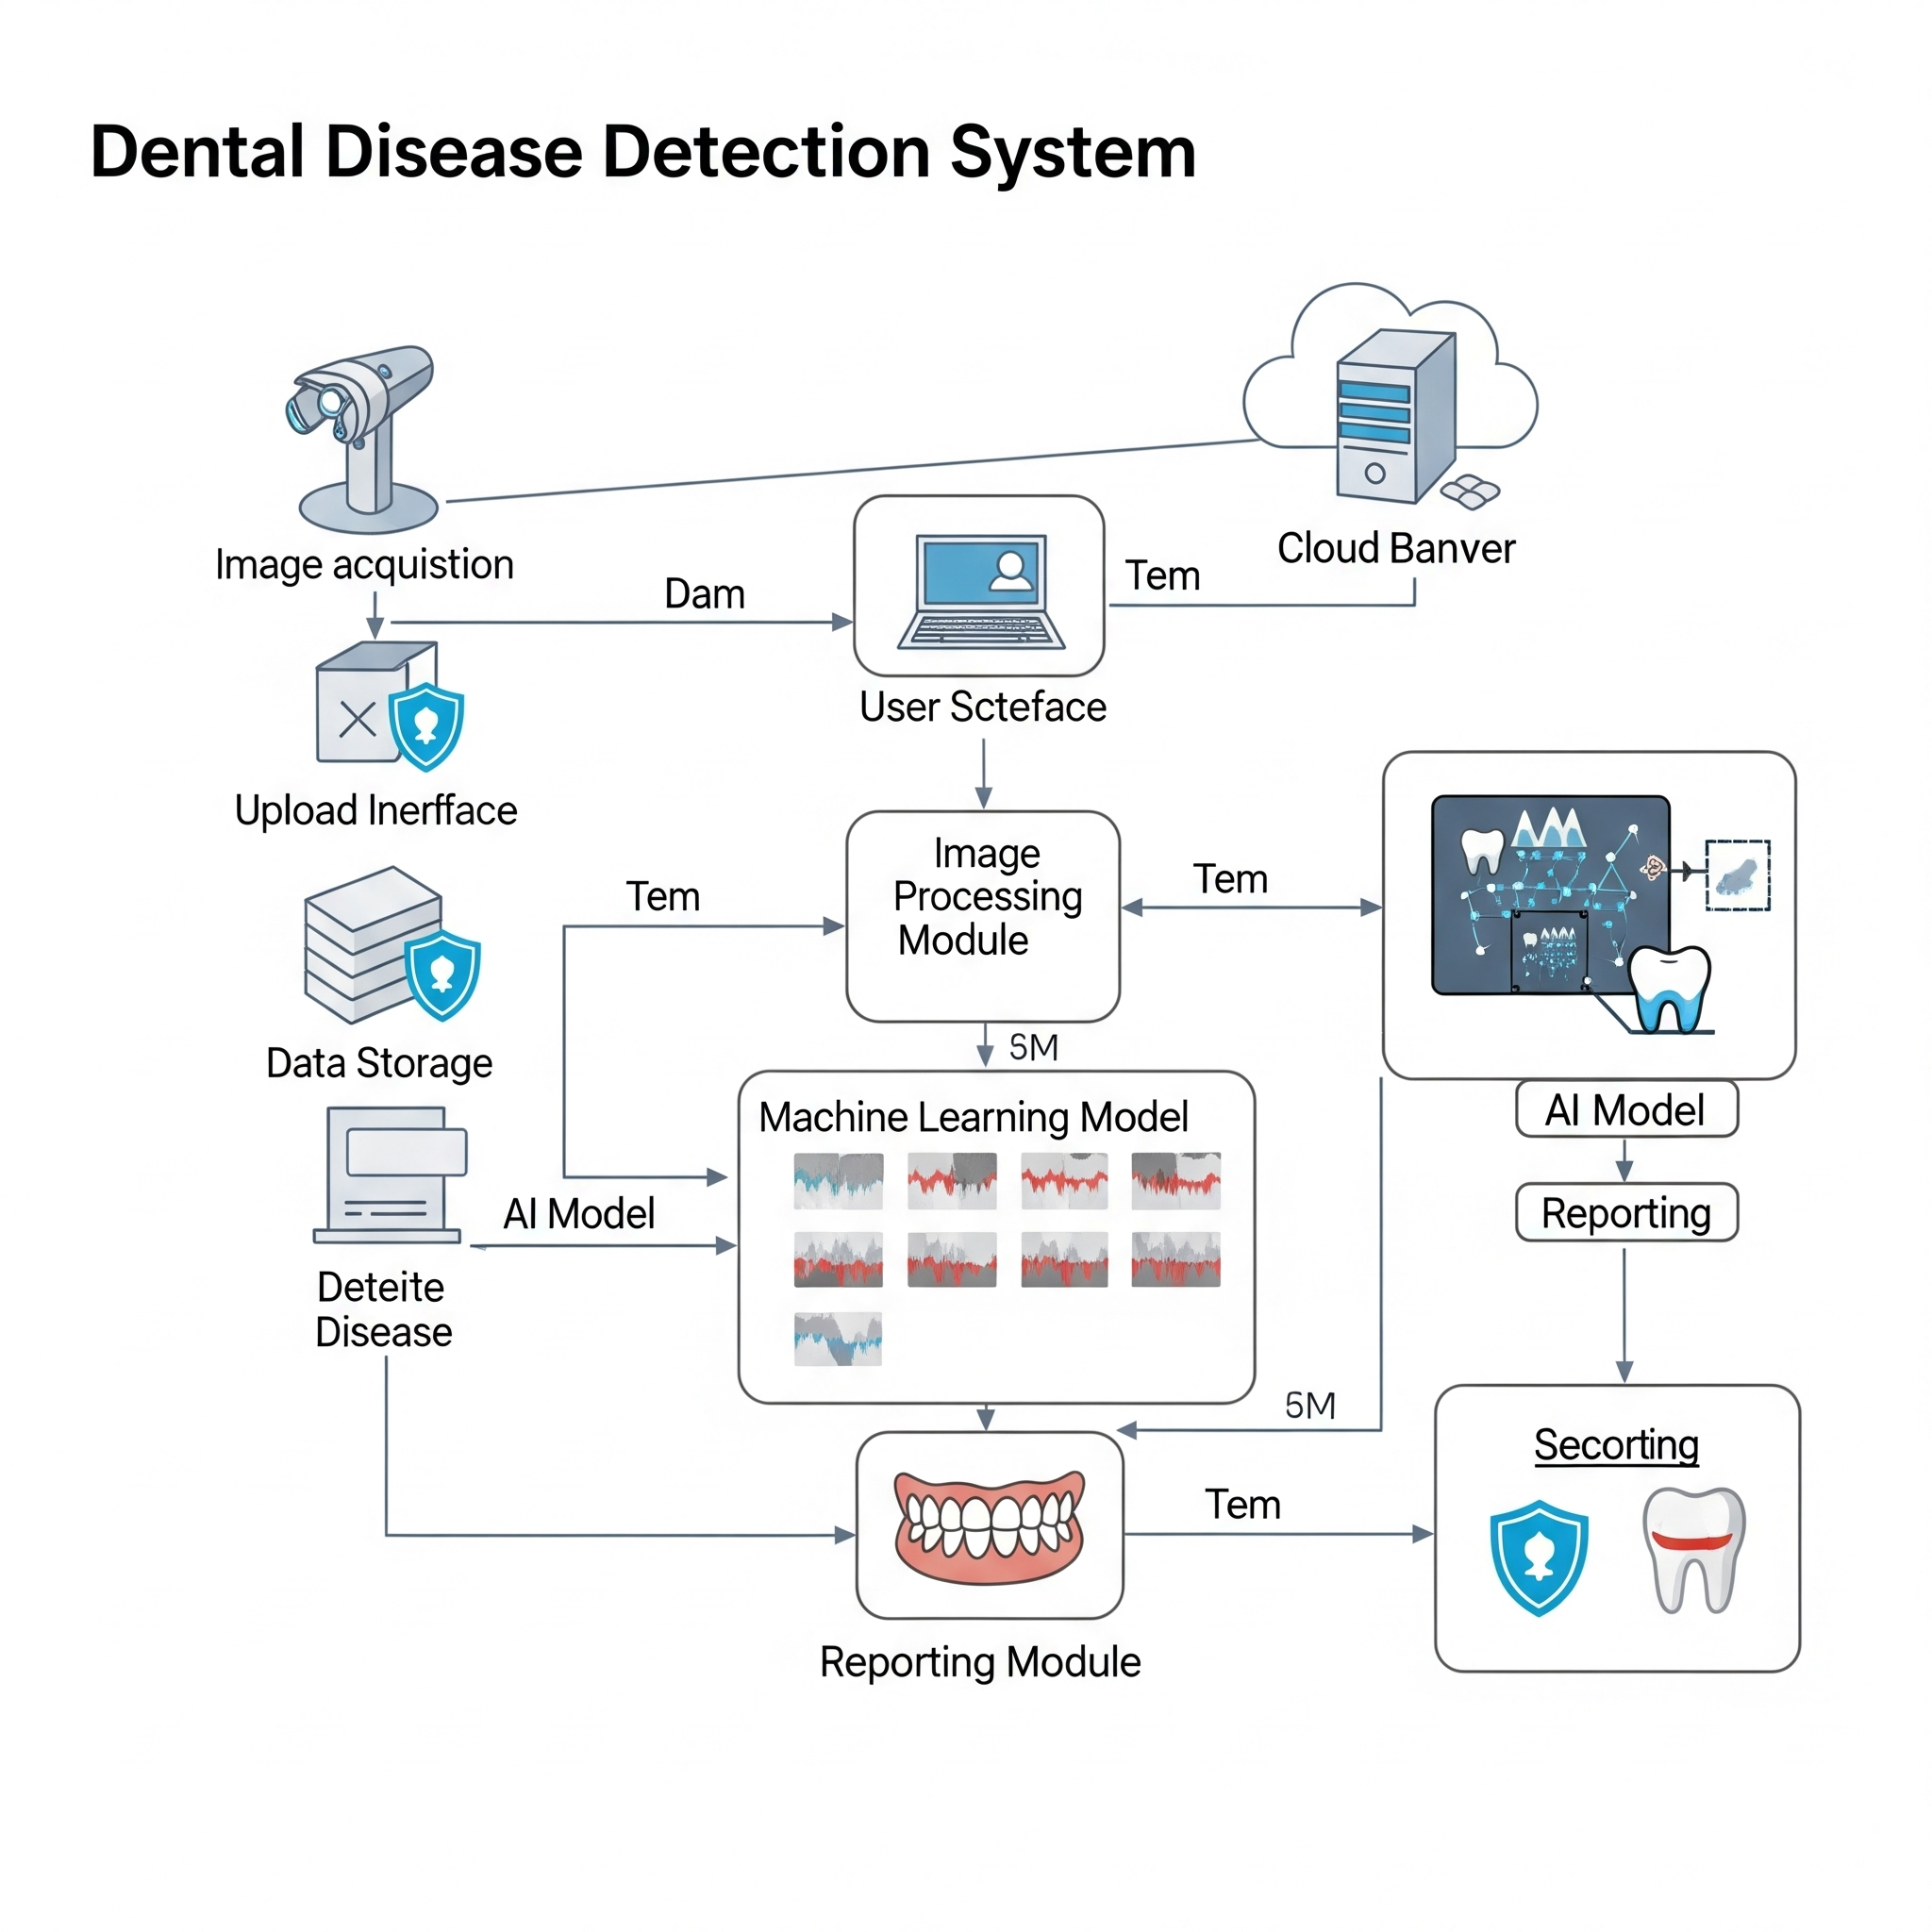 Dental Disease Detection System
Image acquistion
Cloud Banver
Dam
Tem
User Scteface
Upload Inerfface
Image
Processing
Module
Tem
Tem
Data Storage
SM
Machine Learning Model
AI Model
AI Model
Reporting
Deteite
Disease
5M
Secorting
Tem
Reporting Module